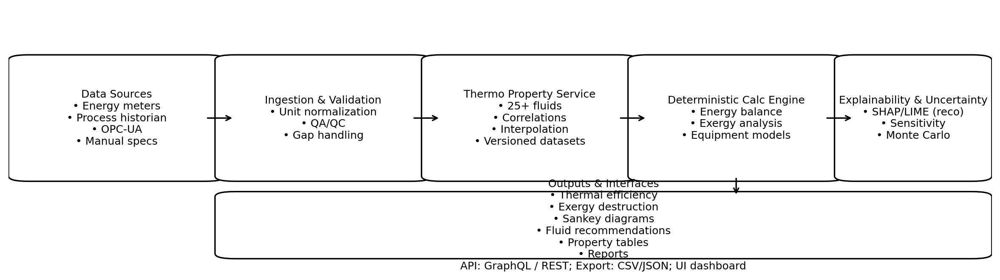 Data Sources
• Energy meters
• Process historian
• OPC-UA
• Manual specs
Ingestion & Validation
• Unit normalization
• QA/QC
• Gap handling
Thermo Property Service
• 25+ fluids
• Correlations
• Interpolation
• Versioned datasets
Deterministic Calc Engine
• Energy balance
• Exergy analysis
• Equipment models
Explainability & Uncertainty
• SHAP/LIME (reco)
• Sensitivity
• Monte Carlo
Outputs & Interfaces
• Thermal efficiency
• Exergy destruction
• Sankey diagrams
• Fluid recommendations
• Property tables
• Reports
API: GraphQL / REST; Export: CSV/JSON; UI dashboard